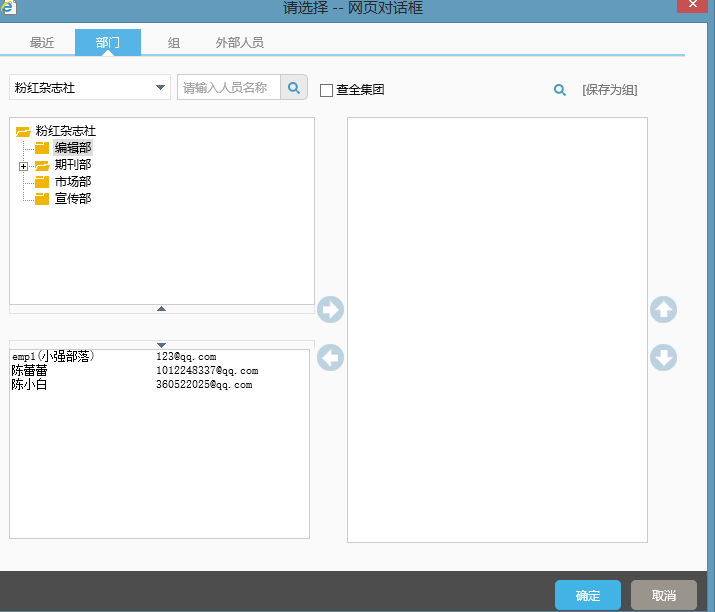 请选择 -- 网页对话框
最近 部门 组 外部人员
粉红杂志社 请输入人员名称 查全集团 [保存为组]
粉红杂志社
编辑部
期刊部
市场部
宣传部
emp1(小强部落) 123@qq.com
陈蕾蕾 1012248337@qq.com
陈小白 360522025@qq.com
确定 取消